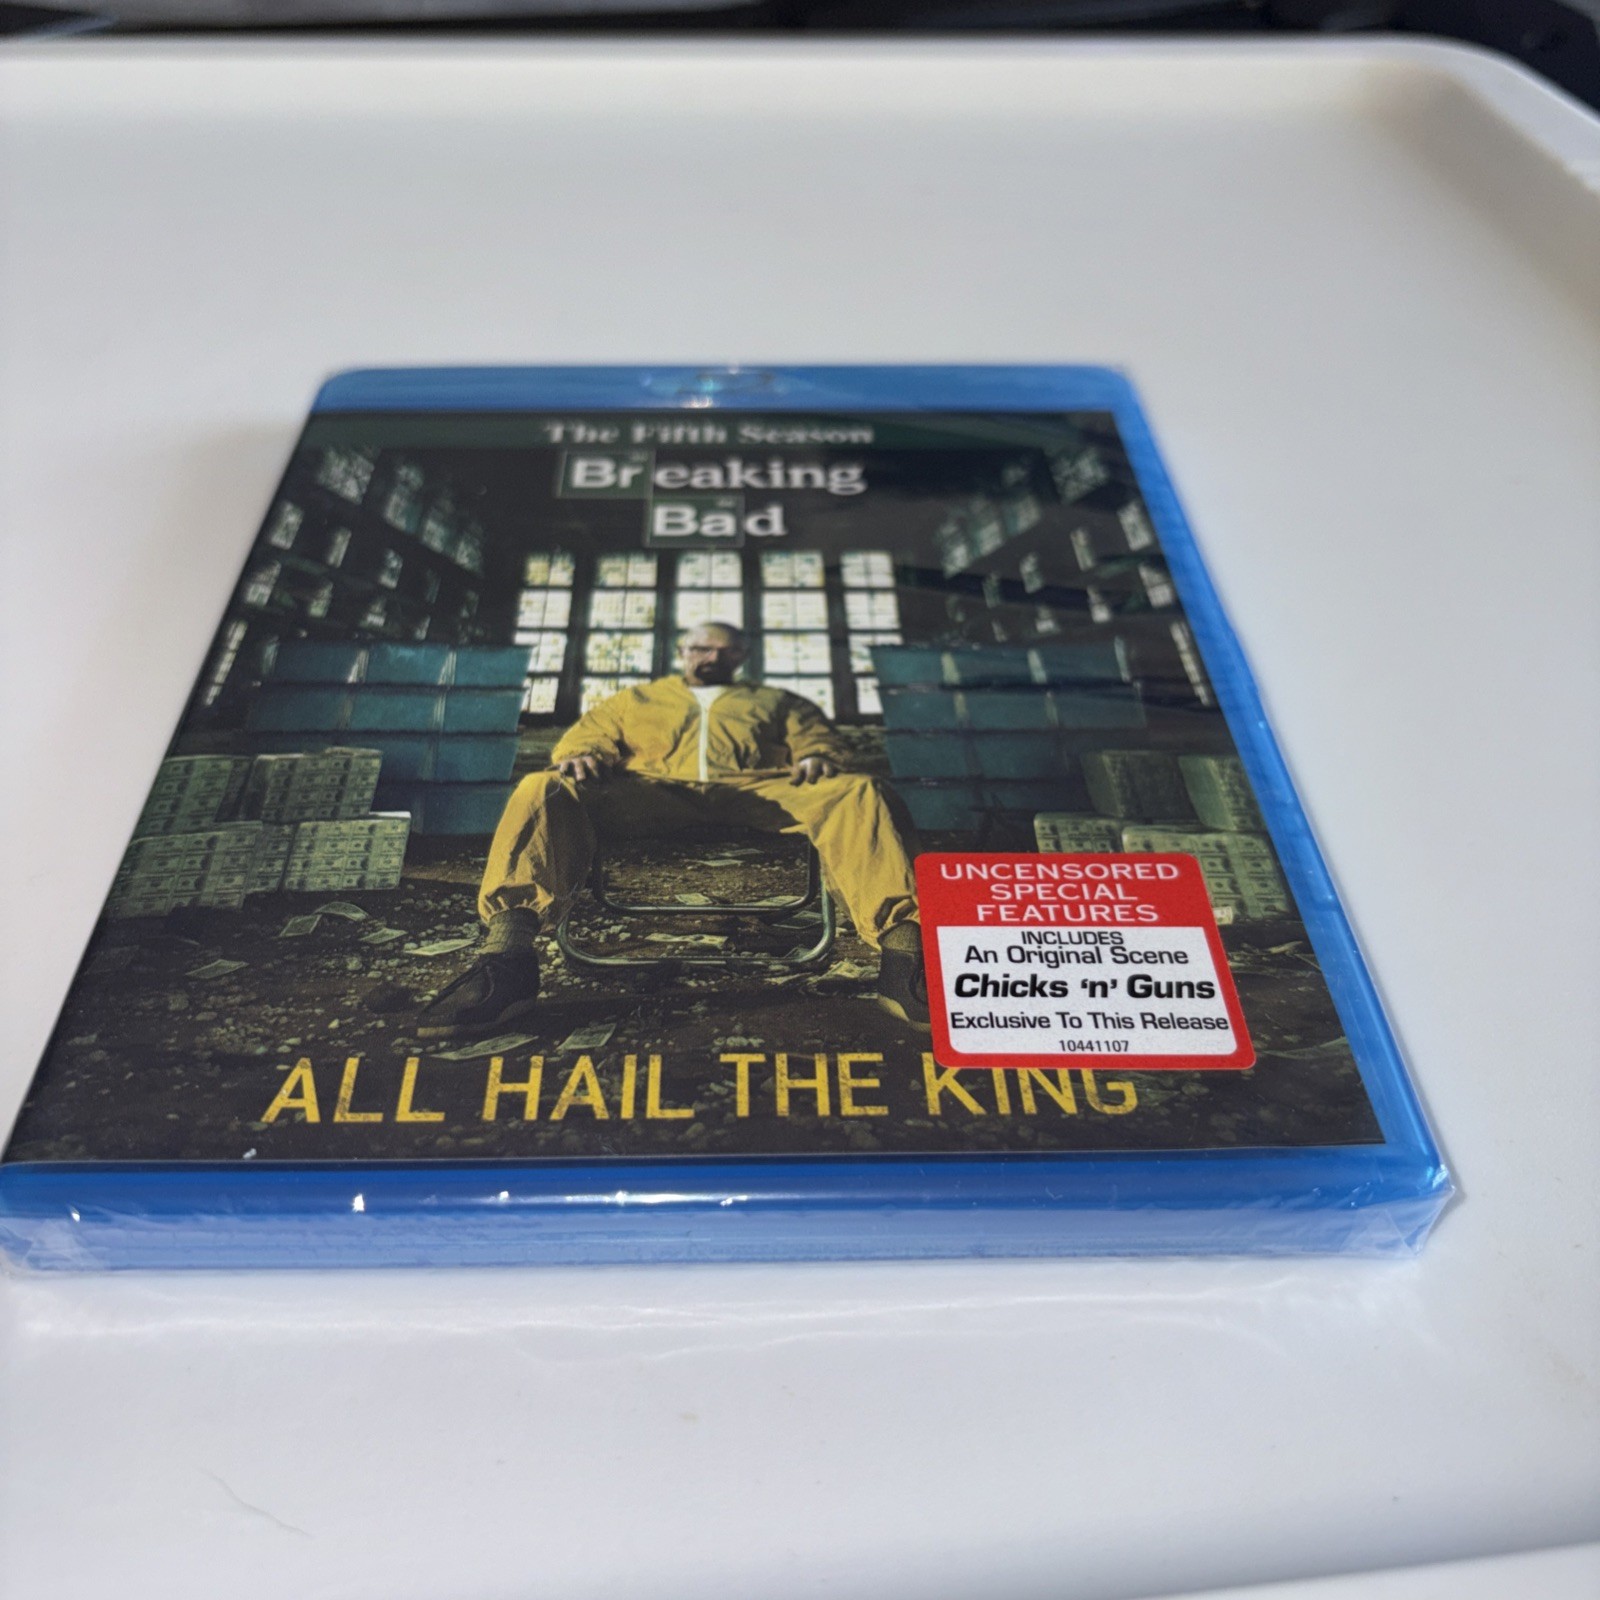 The Fifth Season
Breaking
Bad
UNCENSORED
SPECIAL
FEATURES
INCLUDES
An Original Scene
Chicks ‘n’ Guns
Exclusive To This Release
10441107
ALL HAIL THE KING